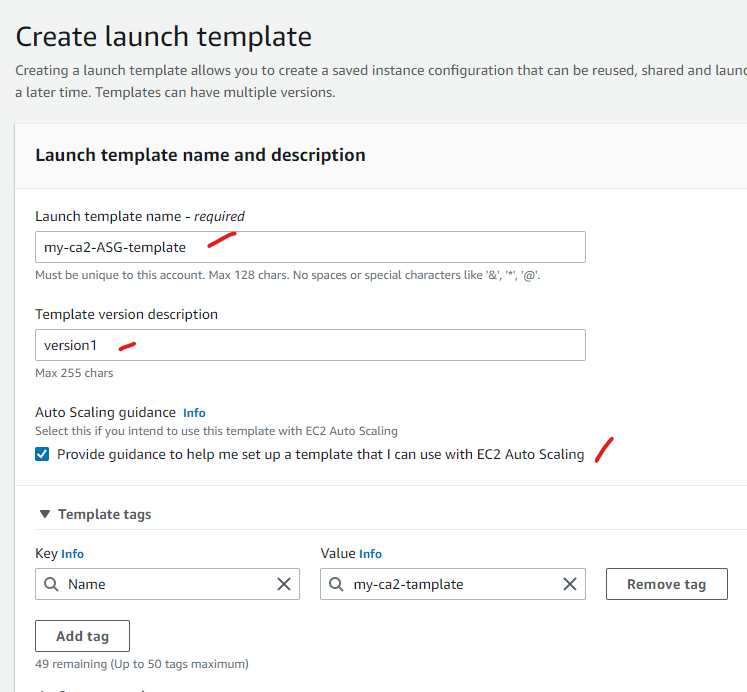 Create launch template
Creating a launch template allows you to create a saved instance configuration that can be reused, shared and
a later time. Templates can have multiple versions.
Launch template name and description
Launch template name - required
my-ca2-ASG-template
Must be unique to this account. Max 128 chars. No spaces or special characters like '&', '*', '@'.
Template version description
version1
Max 255 chars
Auto Scaling guidance Info
Select this if you intend to use this template with EC2 Auto Scaling
Provide guidance to help me set up a template that I can use with EC2 Auto Scaling
Template tags
Key Info Value Info
Name my-ca2-tamplate Remove tag
Add tag
49 remaining (Up to 50 tags maximum)